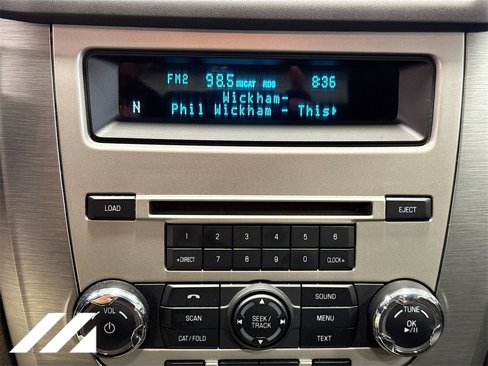 FM2 98.5 CAT RDS 8:36
Wickham-
N Phil Wickham - This
LOAD
EJECT
1 2 3 4 5 6
DIRECT 7 8 9 0 CLOCK
VOL
SOUND
TUNE
SCAN
SEEK/
TRACK
MENU
OK
CAT/FOLD
TEXT